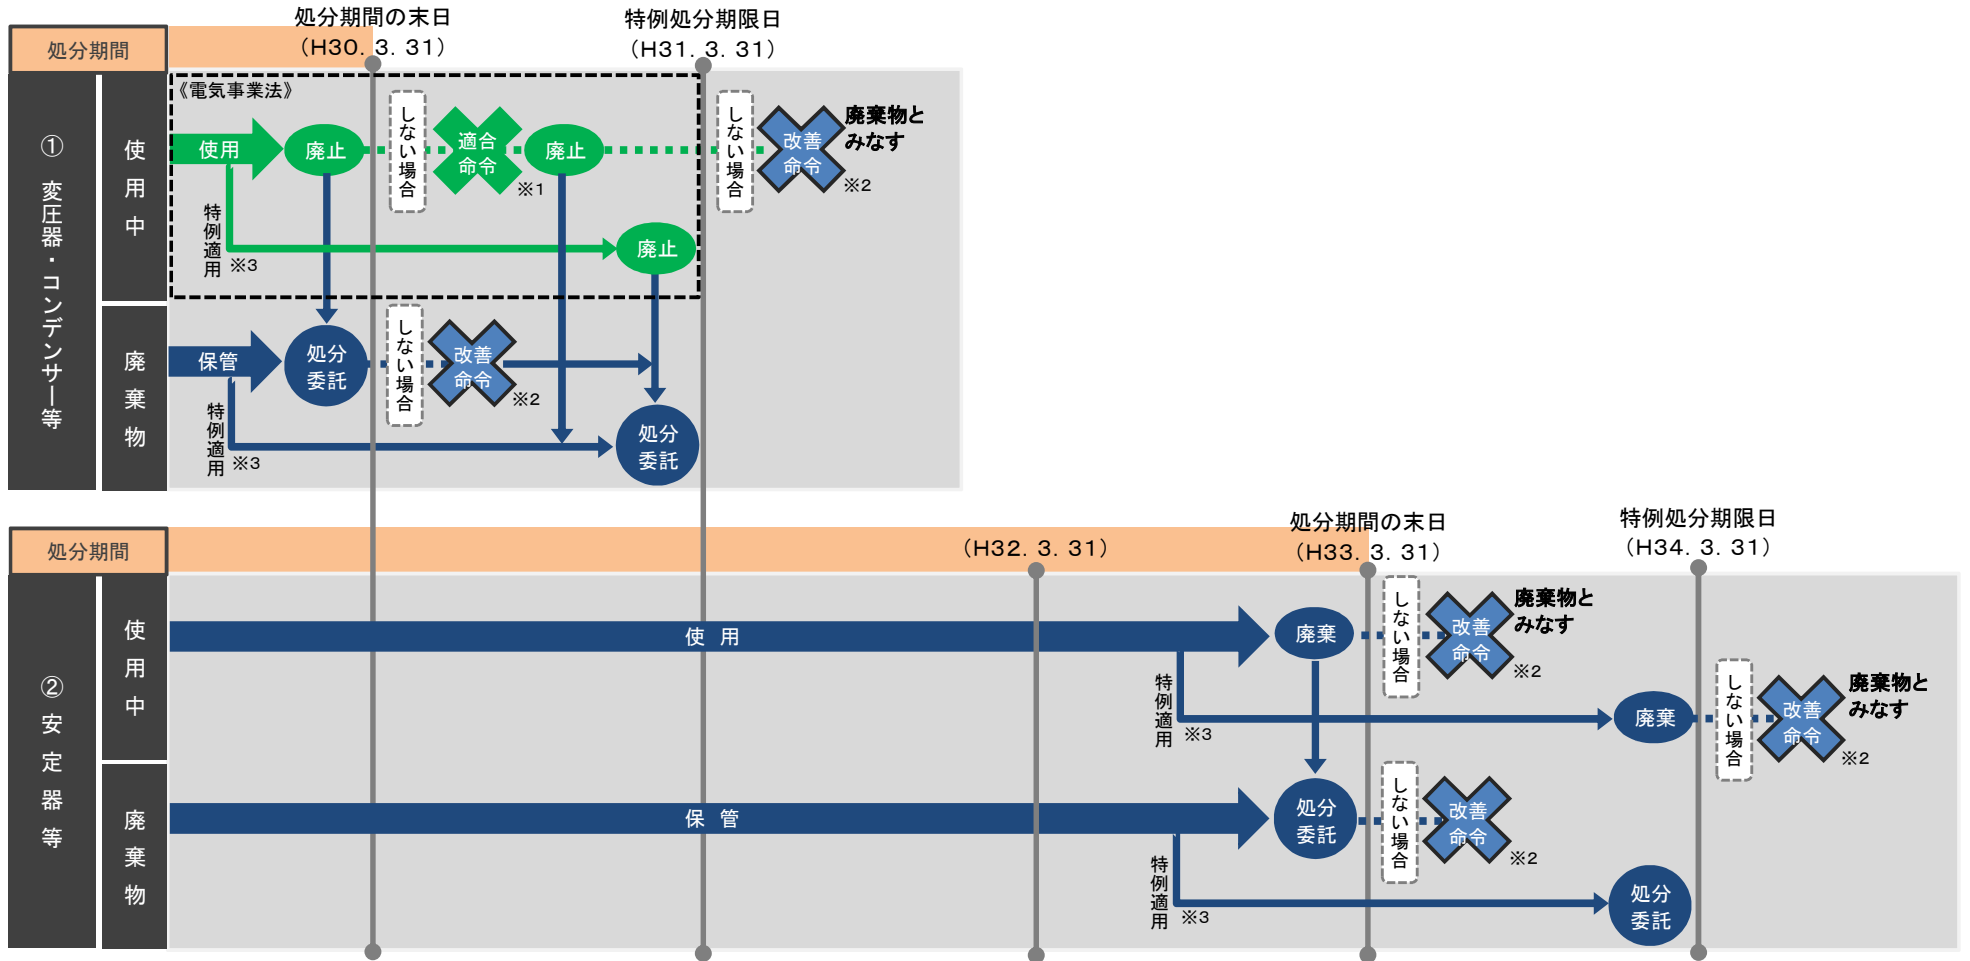 処分期間の末日
（H30. 3. 31）
特例処分期限日
（H31. 3. 31）
処分期間
① 変圧器・コンデンサー等
使用中
《電気事業法》
使用
廃止
しない場合
適合
命令
※1
廃止
しない場合
改善
命令
※2
廃棄物と
みなす
特例適用
※3
廃止
廃棄物
保管
処分
委託
しない場合
改善
命令
※2
特例適用
※3
処分
委託
処分期間
（H32. 3. 31）
処分期間の末日
（H33. 3. 31）
特例処分期限日
（H34. 3. 31）
② 安定器等
使用中
使 用
廃棄
しない場合
改善
命令
※2
廃棄物と
みなす
特例適用
※3
廃棄
しない場合
改善
命令
※2
廃棄物と
みなす
廃棄物
保 管
処分
委託
しない場合
改善
命令
※2
特例適用
※3
処分
委託